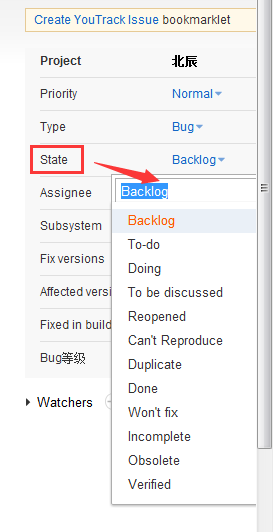 Create YouTrack Issue bookmarklet
Project 北辰
Priority Normal
Type Bug
State Backlog
Backlog
Assignee
Backlog
Subsystem
To-do
Fix versions
Doing
Affected versi
To be discussed
Fixed in build
Reopened
Bug等级
Can't Reproduce
Duplicate
Watchers
Done
Won't fix
Incomplete
Obsolete
Verified